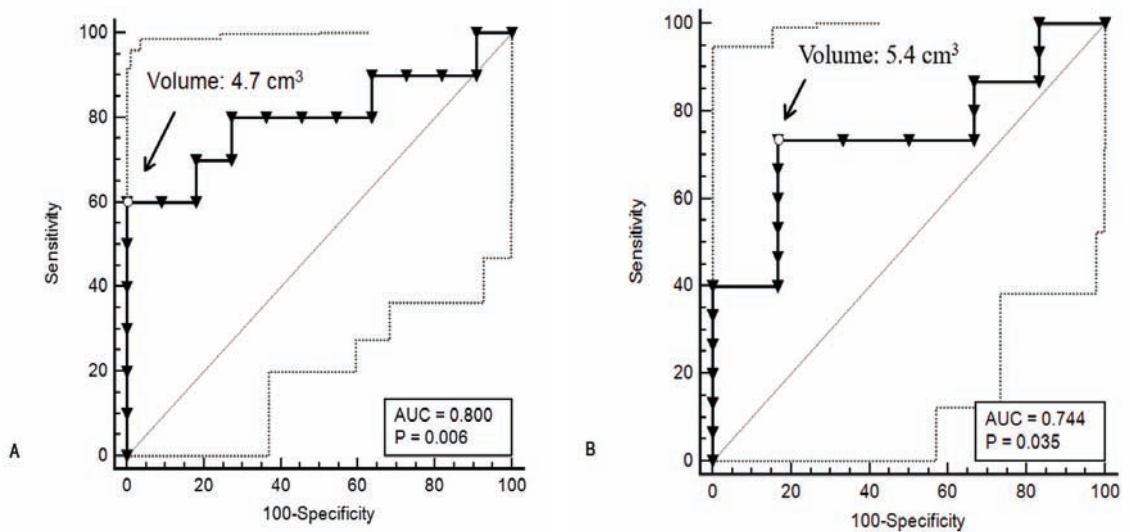 A
Volume: 4.7 cm³
Sensitivity
100
80
60
40
20
0
0 20 40 60 80 100
100-Specificity
AUC = 0.800
P = 0.006
B
Volume: 5.4 cm³
Sensitivity
100
80
60
40
20
0
0 20 40 60 80 100
100-Specificity
AUC = 0.744
P = 0.035